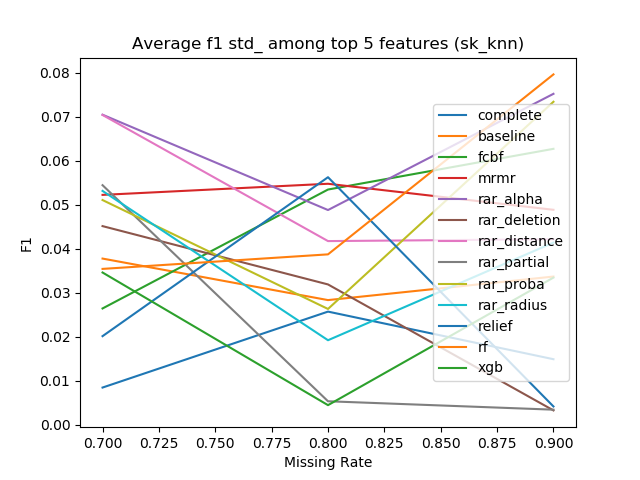 Average f1 std_ among top 5 features (sk_knn)
F1
0.08
0.07
0.06
0.05
0.04
0.03
0.02
0.01
0.00
complete
baseline
fcbf
mrmr
rar_alpha
rar_deletion
rar_distance
rar_partial
rar_proba
rar_radius
relief
rf
xgb
0.700 0.725 0.750 0.775 0.800 0.825 0.850 0.875 0.900
Missing Rate